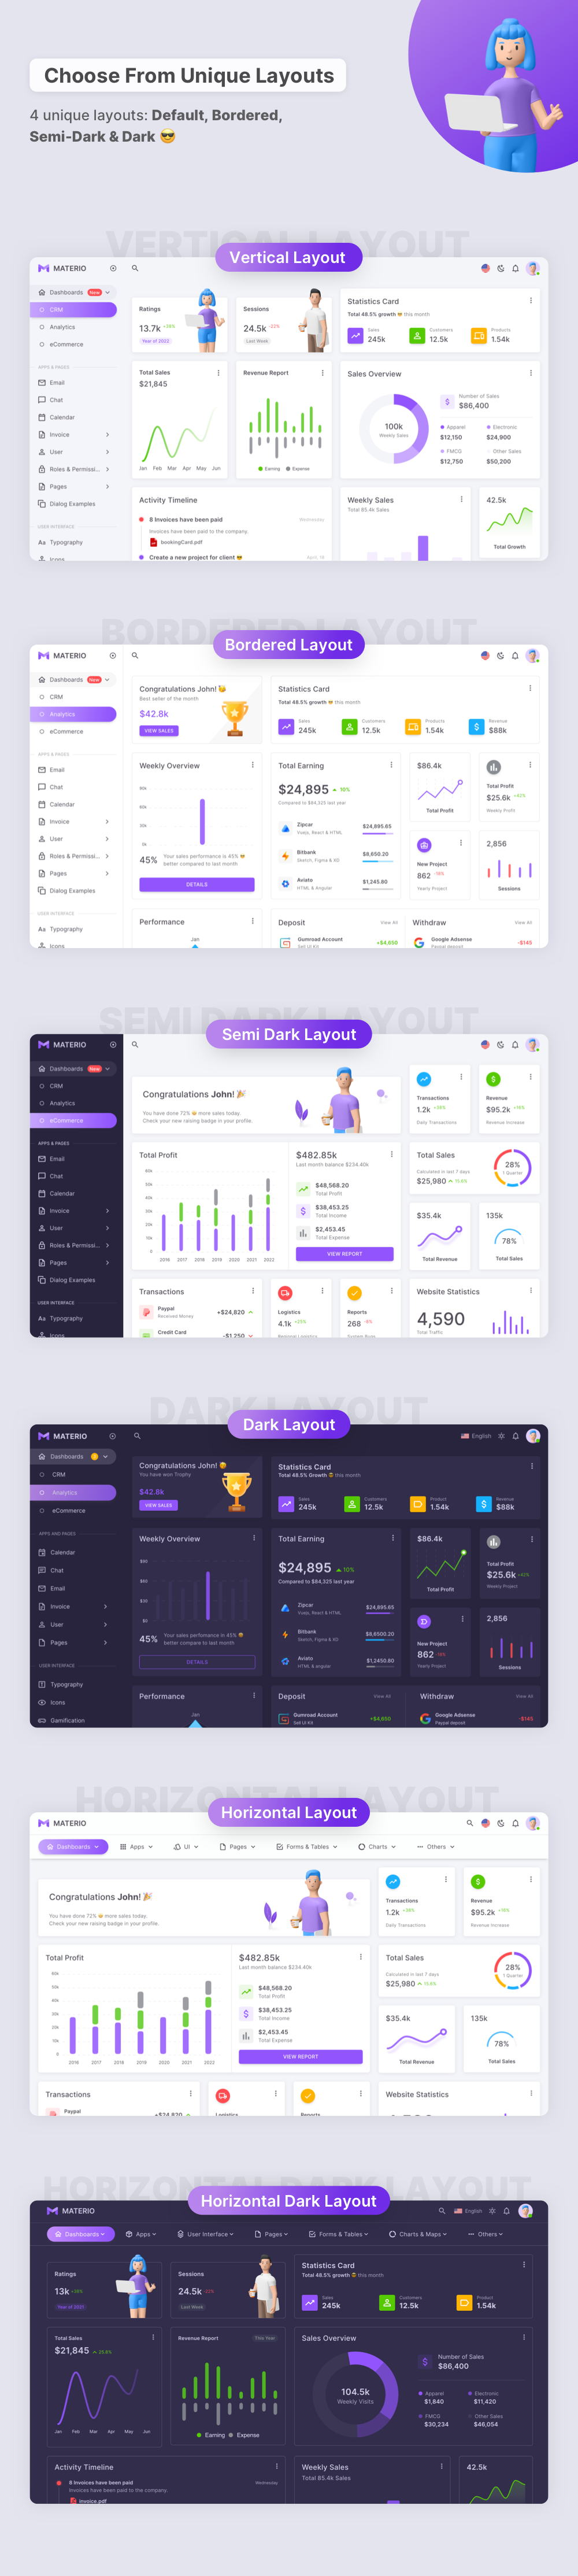 Choose From Unique Layouts
4 unique layouts: Default, Bordered,
Semi-Dark & Dark 😎
VERTICAL LAYOUT
Vertical Layout
MATERIO
Dashboards New
CRM
Analytics
eCommerce
APPS & PAGES
Email
Chat
Calendar
Invoice
User
Roles & Permissi...
Pages
Dialog Examples
USER INTERFACE
Typography
Icons
Ratings
13.7k +38%
Year of 2022
Sessions
24.5k -22%
Last Week
Statistics Card
Total 48.5% growth 😎 this month
Sales
245k
Customers
12.5k
Products
1.54k
Total Sales
$21,845
Jan Feb Mar Apr May Jun
Revenue Report
Earning Expense
Sales Overview
100k
Weekly Sales
Number of Sales
$86,400
Apparel
$12,150
Electronic
$24,900
FMCG
$12,750
Other Sales
$50,200
Activity Timeline
8 Invoices have been paid Wednesday
Invoices have been paid to the company.
bookingCard.pdf
Create a new project for client 😎 April, 18
Weekly Sales
Total 85.4k Sales
42.5k
Total Growth
BORDERED LAYOUT
Bordered Layout
MATERIO
Dashboards New
CRM
Analytics
eCommerce
APPS & PAGES
Email
Chat
Calendar
Invoice
User
Roles & Permissi...
Pages
Dialog Examples
USER INTERFACE
Typography
Icons
Congratulations John! 🥳
Best seller of the month
$42.8k
VIEW SALES
Statistics Card
Total 48.5% growth 😎 this month
Sales
245k
Customers
12.5k
Products
1.54k
Revenue
$88k
Weekly Overview
90k
60k
30k
0k
45% Your sales performance is 45% 😎
better compared to last month
DETAILS
Total Earning
$24,895 10%
Compared to $84,325 last year
Zipcar $24,895.65
Vuejs, React & HTML
Bitbank $8,650.20
Sketch, Figma & XD
Aviato $1,245.80
HTML & Angular
$86.4k
Total Profit
Total Profit
$25.6k +42%
Weekly Profit
New Project
862 -18%
Yearly Project
2,856
Sessions
Performance
Jan
Deposit View All
Gumroad Account +$4,650
Sell UI Kit
Withdraw View All
Google Adsense -$145
Paypal deposit
SEMI DARK LAYOUT
Semi Dark Layout
MATERIO
Dashboards New
CRM
Analytics
eCommerce
APPS & PAGES
Email
Chat
Calendar
Invoice
User
Roles & Permissi...
Pages
Dialog Examples
USER INTERFACE
Typography
Icons
Congratulations John! 🎉
You have done 72% 😎 more sales today.
Check your new raising badge in your profile.
Transactions
1.2k +38%
Daily Transactions
Revenue
$95.2k +16%
Revenue Increase
Total Profit
60k
50k
40k
30k
20k
10k
0
2016 2017 2018 2019 2020 2021 2022
$482.85k
Last month balance $234.40k
$48,568.20
Total Profit
$38,453.25
Total Income
$2,453.45
Total Expense
VIEW REPORT
Total Sales
Calculated in last 7 days
$25,980 15.6%
28%
1 Quarter
$35.4k
Total Revenue
135k
78%
Total Sales
Transactions
Paypal +$24,820
Received Money
Credit Card -$1,250
Logistics
4.1k +25%
Reports
268 -8%
Website Statistics
4,590
Total Traffic
DARK LAYOUT
Dark Layout
MATERIO
English
Dashboards
CRM
Analytics
eCommerce
APPS AND PAGES
Calendar
Chat
Email
Invoice
User
Pages
USER INTERFACE
Typography
Icons
Gamification
Congratulations John! 🥳
You have won Trophy
$42.8k
VIEW SALES
Statistics Card
Total 48.5% Growth 😎 this month
Sales
245k
Customers
12.5k
Product
1.54k
Revenue
$88k
Weekly Overview
$90
$60
$30
$0
45% Your sales perfomance in 45% 🤩
better compare to last month
DETAILS
Total Earning
$24,895 10%
Compared to $84,325 last year
Zipcar $24,895.65
Vuejs, React & HTML
Bitbank $8,6500.20
Sketch, Figma & XD
Aviato $1,2450.80
HTML & angular
$86.4k
Total Profit
Total Profit
$25.6k +42%
Weekly Project
New Project
862 -18%
Yearly Project
2,856
Sessions
Performance
Jan
Deposit View All
Gumroad Account +$4,650
Sell UI Kit
Withdraw View All
Google Adsense -$145
Paypal deposit
HORIZONTAL LAYOUT
Horizontal Layout
MATERIO
Dashboards Apps UI Pages Forms & Tables Charts Others
Congratulations John! 🎉
You have done 72% 😎 more sales today.
Check your new raising badge in your profile.
Transactions
1.2k +38%
Daily Transactions
Revenue
$95.2k +16%
Revenue Increase
Total Profit
60k
50k
40k
30k
20k
10k
0k
2016 2017 2018 2019 2020 2021 2022
$482.85k
Last month balance $234.40k
$48,568.20
Total Profit
$38,453.25
Total Income
$2,453.45
Total Expense
VIEW REPORT
Total Sales
Calculated in last 7 days
$25,980 15.6%
28%
1 Quarter
$35.4k
Total Revenue
135k
78%
Total Sales
Transactions
Paypal +$24,820
Logistics
Reports
Website Statistics
HORIZONTAL DARK LAYOUT
Horizontal Dark Layout
MATERIO
English
Dashboards Apps User Interface Pages Forms & Tables Charts & Maps Others
Ratings
13k +38%
Year of 2021
Sessions
24.5k -22%
Last Week
Statistics Card
Total 48.5% growth 🤩 this month
Sales
245k
Customers
12.5k
Product
1.54k
Total Sales
$21,845 25.8%
Jan Feb Mar Apr May Jun
Revenue Report This Year
Earning Expense
Sales Overview
104.5k
Weekly Visits
Number of Sales
$86,400
Apparel
$1,840
Electronic
$11,420
FMCG
$30,234
Other Sales
$46,054
Activity Timeline
8 Invoices have been paid Wednesday
Invoices have been paid to the company.
invoice.pdf
Weekly Sales
Total 85.4k Sales
42.5k